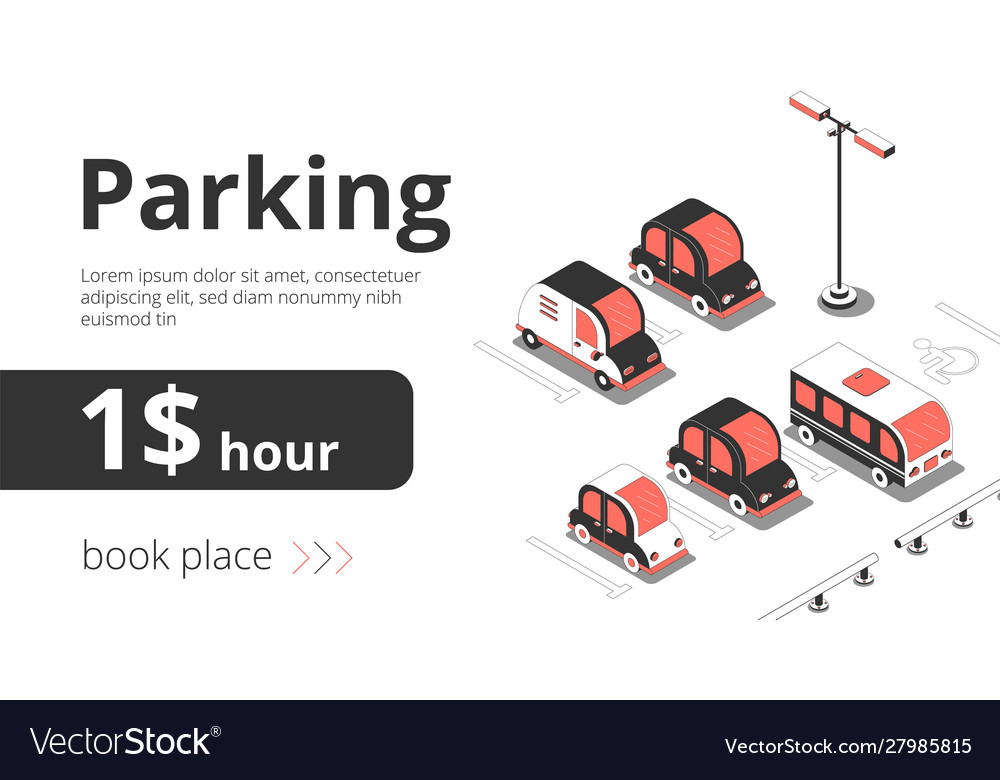 Parking
Lorem ipsum dolor sit amet, consectetuer
adipiscing elit, sed diam nonummy nibh
euismod tin
1$ hour
book place
VectorStock®
VectorStock.com/27985815